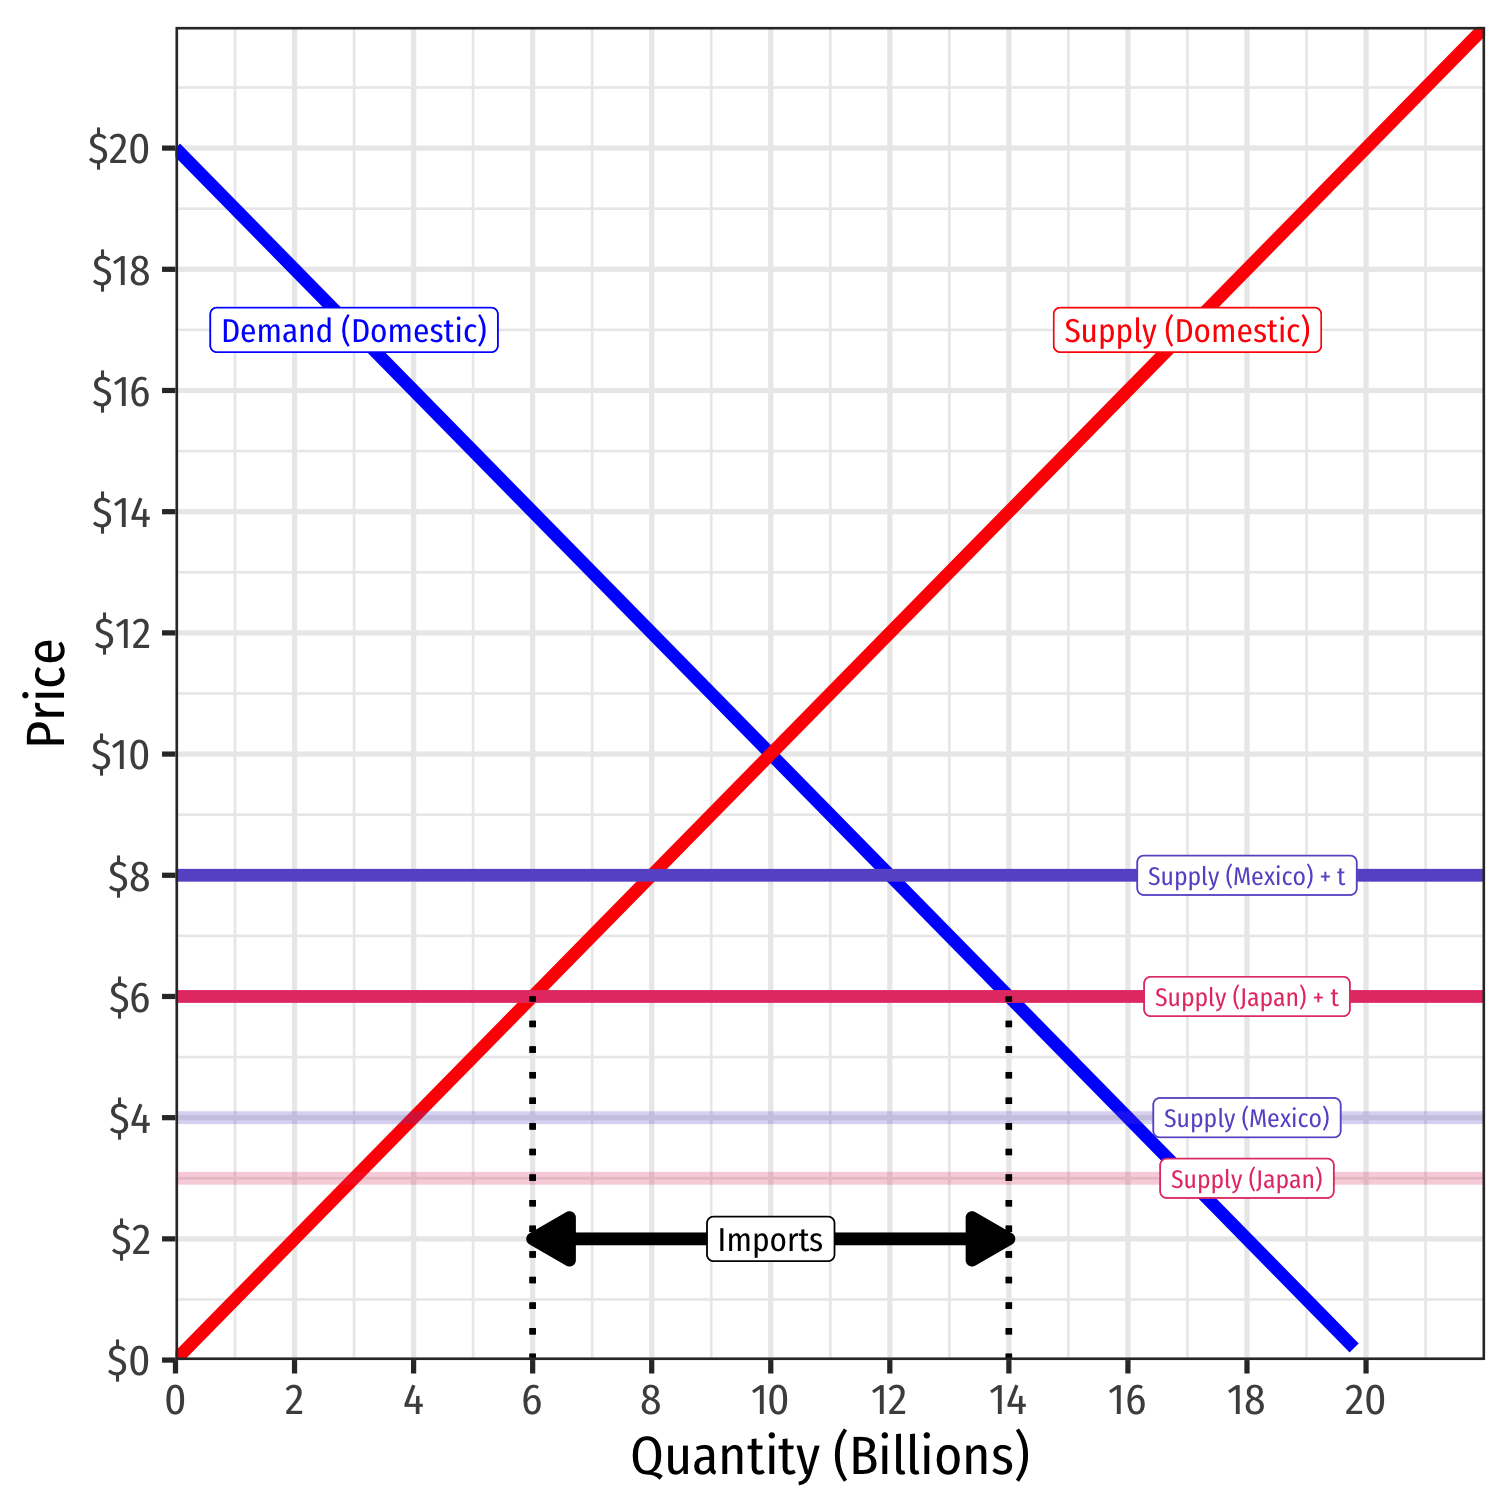 $20
$18
Demand (Domestic)
Supply (Domestic)
$16
$14
$12
Price
$10
$8
Supply (Mexico) + t
$6
Supply (Japan) + t
$4
Supply (Mexico)
Supply (Japan)
$2
Imports
$0
0 2 4 6 8 10 12 14 16 18 20
Quantity (Billions)